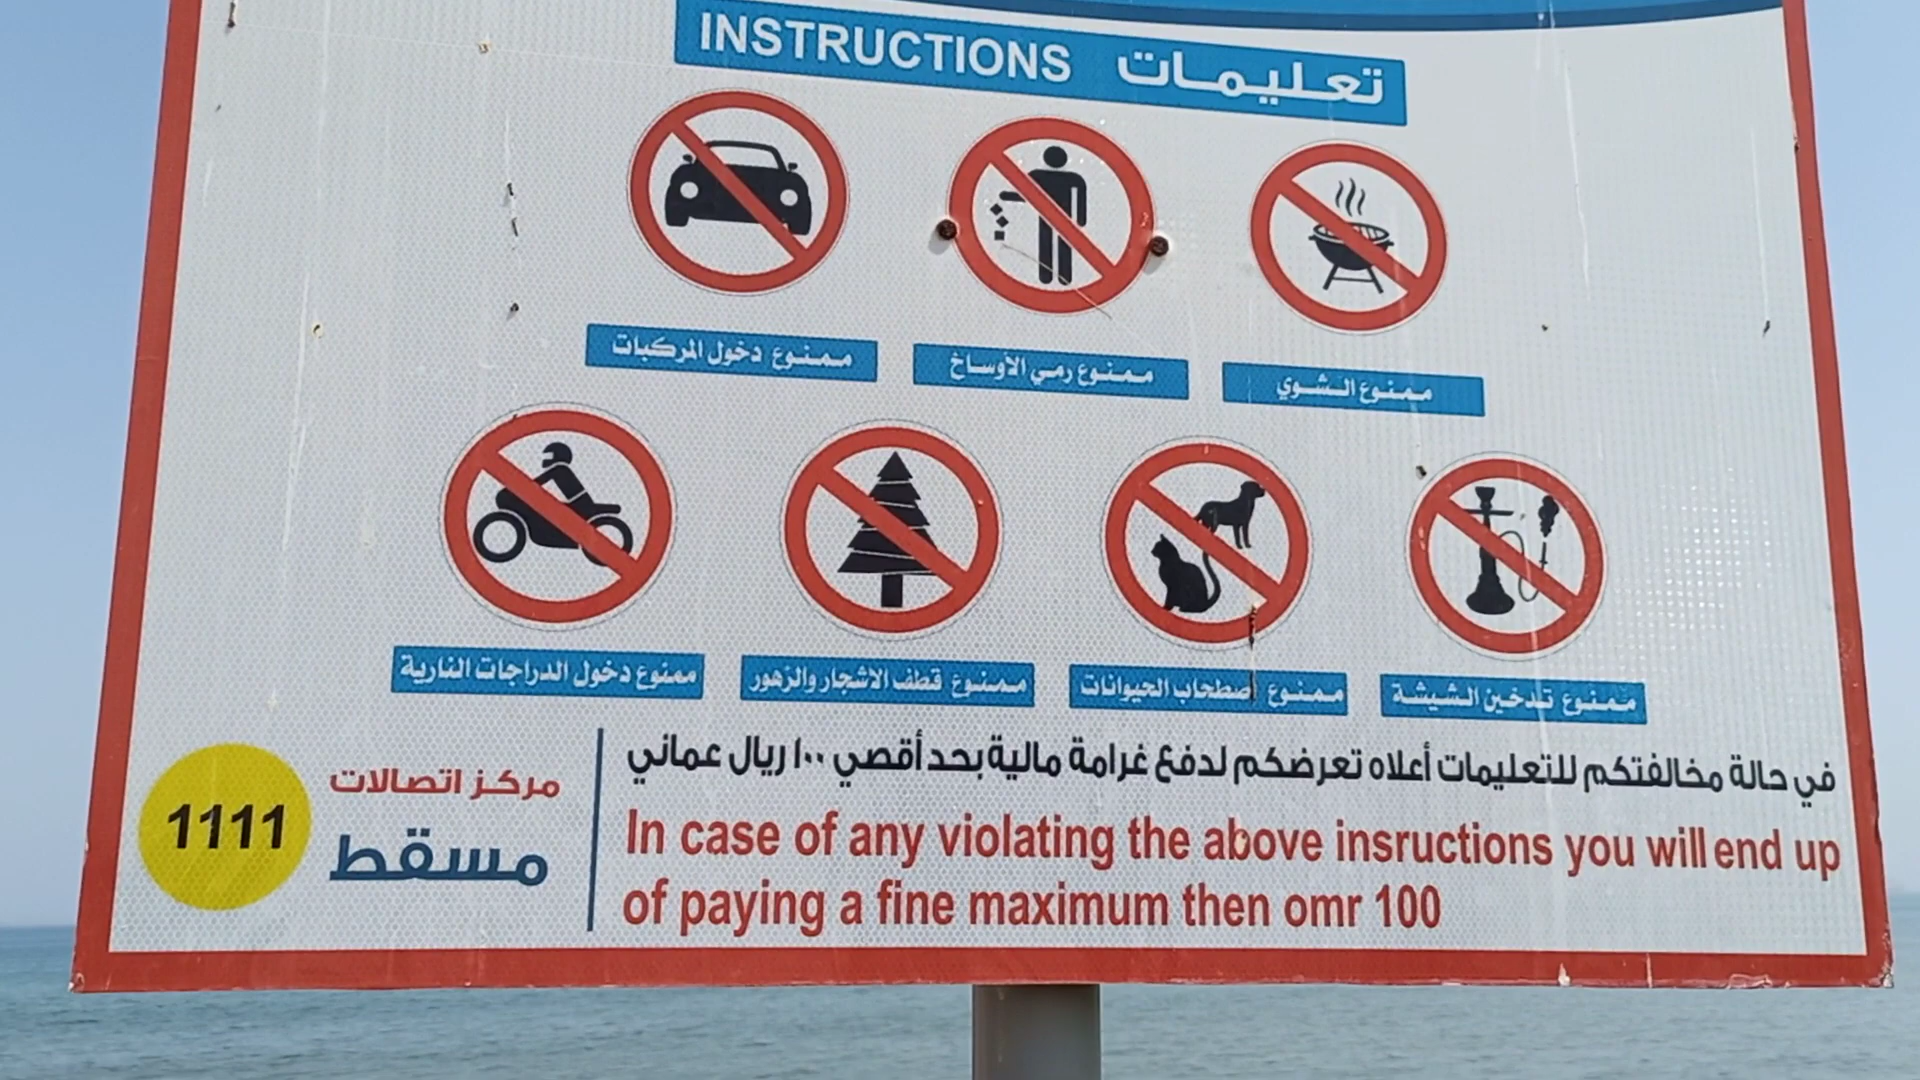 INSTRUCTIONS تعليمات
ممنوع دخول المركبات
ممنوع رمي الأوساخ
ممنوع الشوي
ممنوع دخول الدراجات النارية
ممنوع قطف الاشجار والزهور
ممنوع اصطحاب الحيوانات
ممنوع تدخين الشيشة
1111
مركز اتصالات
مسقط
في حالة مخالفتكم للتعليمات أعلاه تعرضكم لدفع غرامة مالية بحد أقصي ١٠٠ ريال عماني
In case of any violating the above insructions you will end up
of paying a fine maximum then omr 100